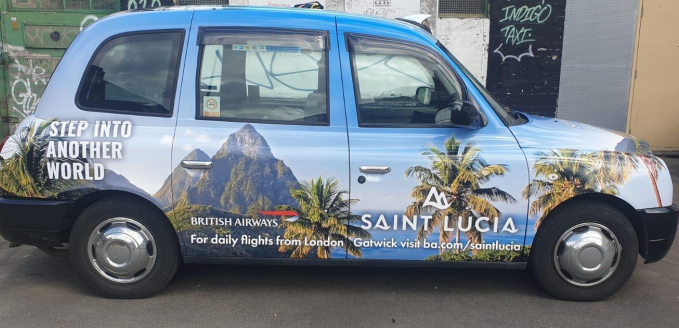 INDIGO
TAXI
STEP INTO
ANOTHER
WORLD
BRITISH AIRWAYS
SAINT LUCIA
For daily flights from London Gatwick visit ba.com/saintlucia